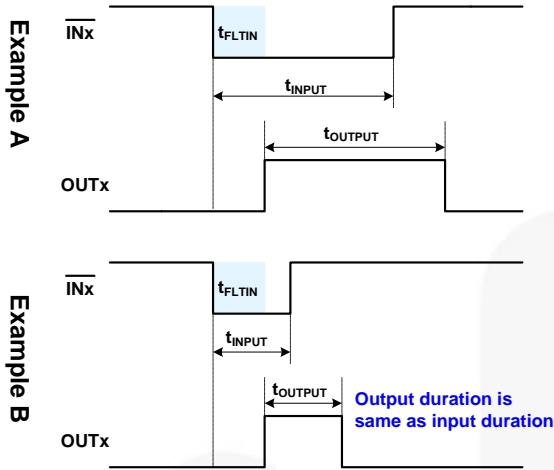 Example A
INx
tFLTIN
tINPUT
tOUTPUT
OUTx
Example B
INx
tFLTIN
tINPUT
tOUTPUT
Output duration is
same as input duration
OUTx